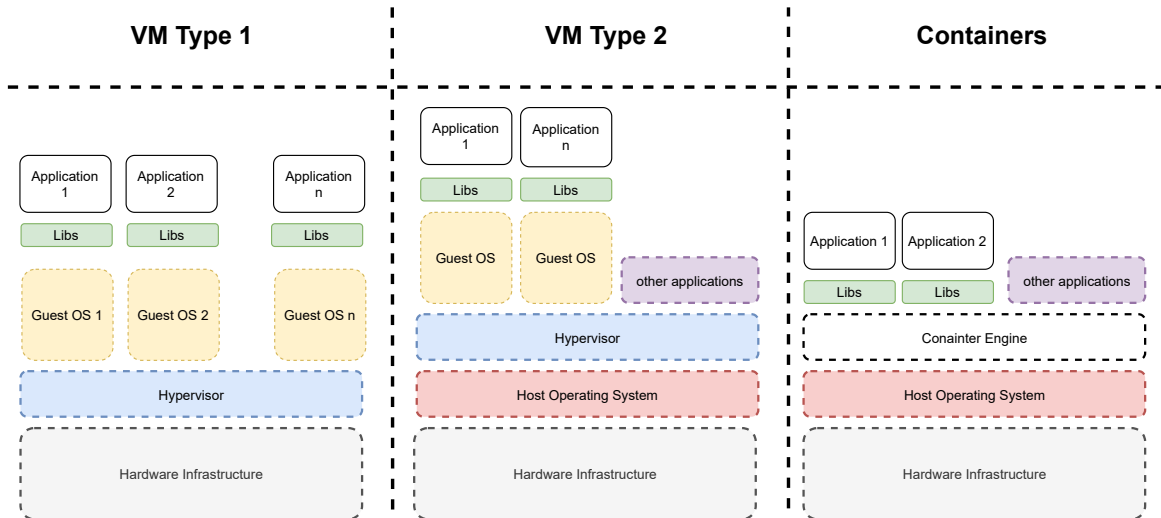 VM Type 1
VM Type 2
Containers
Application
1
Application
2
Application
n
Libs
Libs
Libs
Guest OS 1
Guest OS 2
Guest OS n
Hypervisor
Hardware Infrastructure
Application
1
Application
n
Libs
Libs
Guest OS
Guest OS
other applications
Hypervisor
Host Operating System
Hardware Infrastructure
Application 1
Application 2
Libs
Libs
other applications
Conainter Engine
Host Operating System
Hardware Infrastructure